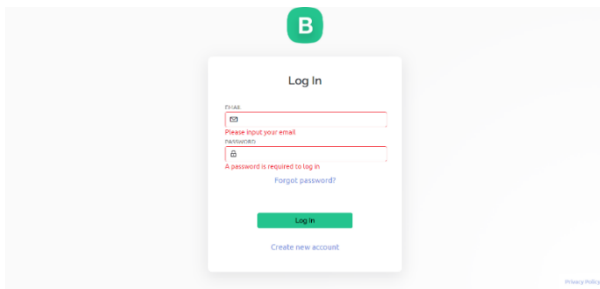 B
Log In
EMAIL
Please input your email
PASSWORD
A password is required to log in
Forgot password?
Log In
Create new account
Privacy Policy